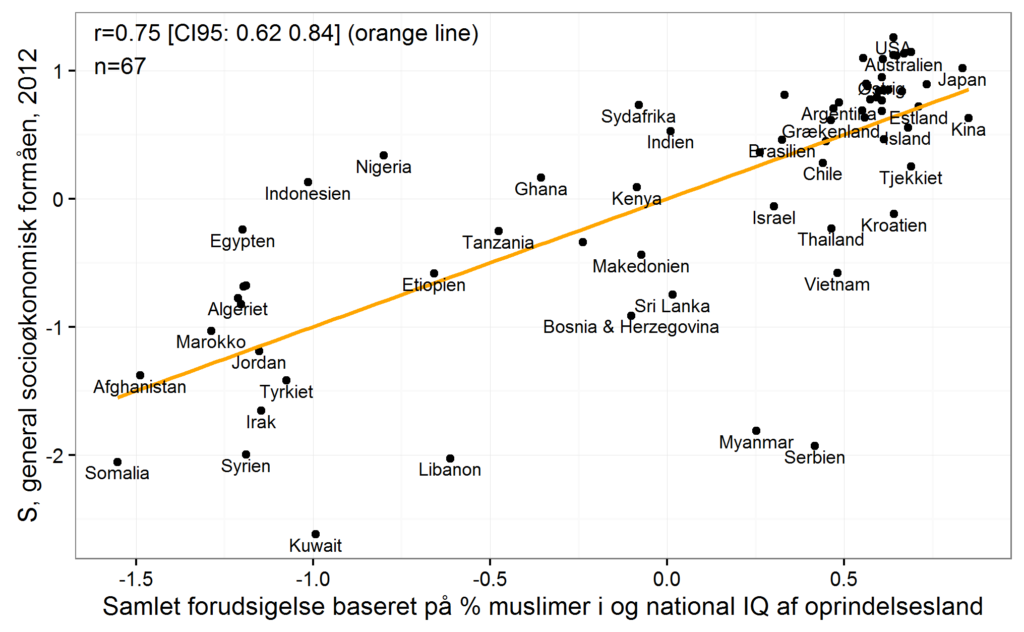 r=0.75 [CI95: 0.62 0.84] (orange line)
n=67
S, general socioøkonomisk formåen, 2012
1
0
-1
-2
USA
Australien
Japan
Østrig
Sydafrika
Argentina
Estland
Grækenland
Kina
Indien
Island
Brasilien
Nigeria
Chile
Tjekkiet
Indonesien
Ghana
Kenya
Israel
Kroatien
Egypten
Tanzania
Thailand
Makedonien
Etiopien
Vietnam
Algeriet
Sri Lanka
Bosnia & Herzegovina
Marokko
Jordan
Afghanistan
Tyrkiet
Irak
Myanmar
Serbien
Somalia
Syrien
Libanon
Kuwait
-1.5 -1.0 -0.5 0.0 0.5
Samlet forudsigelse baseret på % muslimer i og national IQ af oprindelsesland